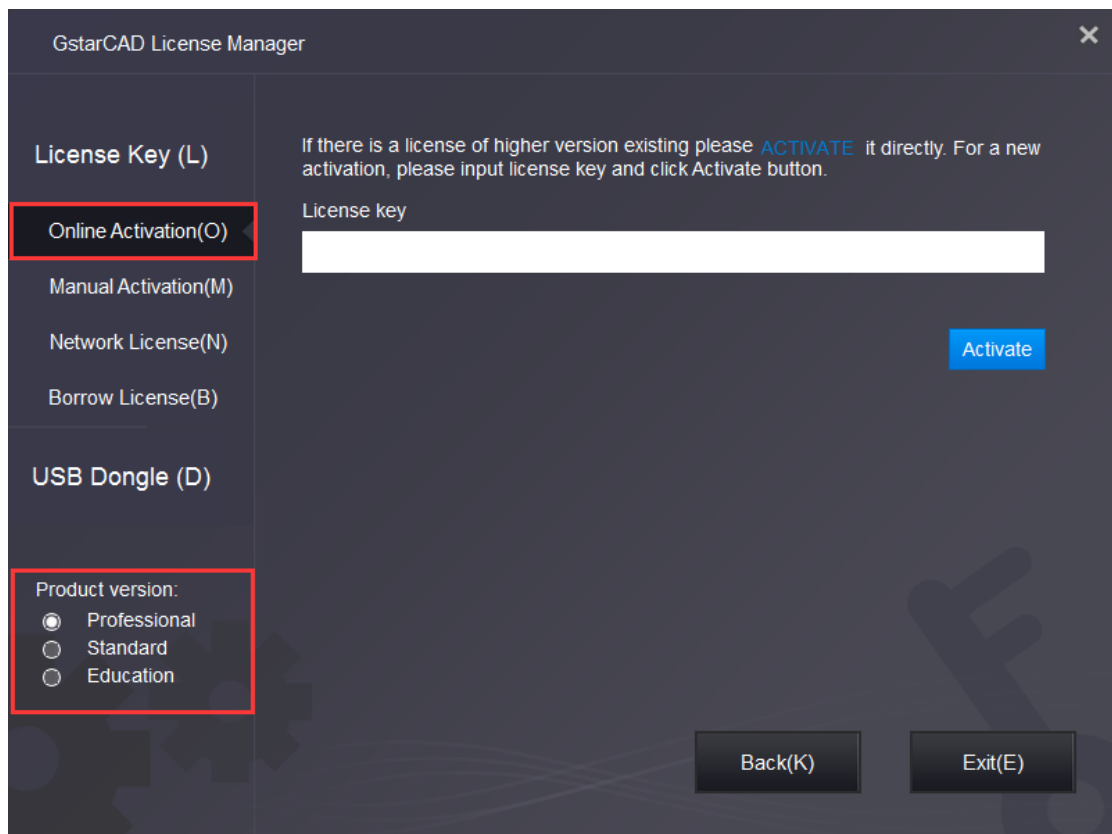 GstarCAD License Manager
License Key (L)
Online Activation(O)
Manual Activation(M)
Network License(N)
Borrow License(B)
USB Dongle (D)
Product version:
Professional
Standard
Education
If there is a license of higher version existing please ACTIVATE it directly. For a new
activation, please input license key and click Activate button.
License key
Activate
Back(K)
Exit(E)